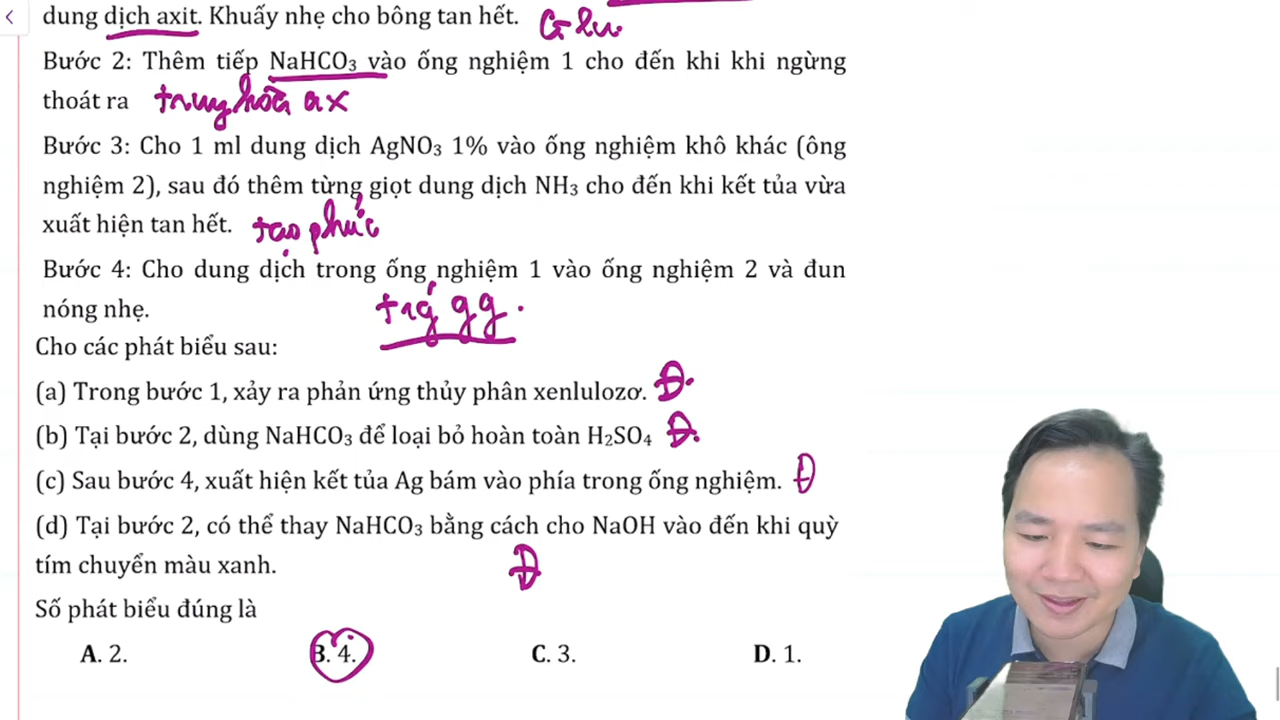 dung dịch axit. Khuấy nhẹ cho bông tan hết. Glu.
Bước 2: Thêm tiếp NaHCO₃ vào ống nghiệm 1 cho đến khi khi ngừng
thoát ra trung hòa ax
Bước 3: Cho 1 ml dung dịch AgNO₃ 1% vào ống nghiệm khô khác (ông
nghiệm 2), sau đó thêm từng giọt dung dịch NH₃ cho đến khi kết tủa vừa
xuất hiện tan hết. tạo phức
Bước 4: Cho dung dịch trong ống nghiệm 1 vào ống nghiệm 2 và đun
nóng nhẹ. trág gg.
Cho các phát biểu sau:
(a) Trong bước 1, xảy ra phản ứng thủy phân xenlulozơ. Đ.
(b) Tại bước 2, dùng NaHCO₃ để loại bỏ hoàn toàn H₂SO₄ Đ.
(c) Sau bước 4, xuất hiện kết tủa Ag bám vào phía trong ống nghiệm. Đ
(d) Tại bước 2, có thể thay NaHCO₃ bằng cách cho NaOH vào đến khi quỳ
tím chuyển màu xanh. Đ
Số phát biểu đúng là
A. 2. B. 4. C. 3. D. 1.